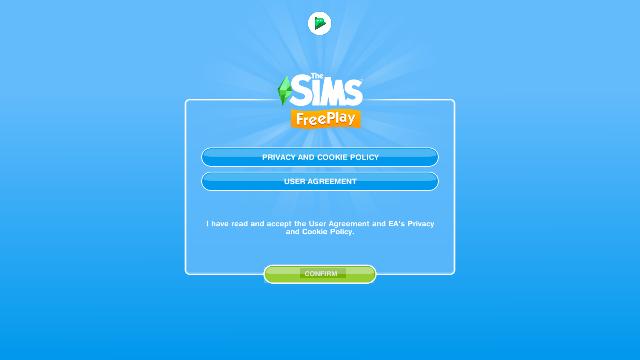 The
SiMS
FreePlay
PRIVACY AND COOKIE POLICY
USER AGREEMENT
I have read and accept the User Agreement and EA's Privacy
and Cookie Policy.
CONFIRM